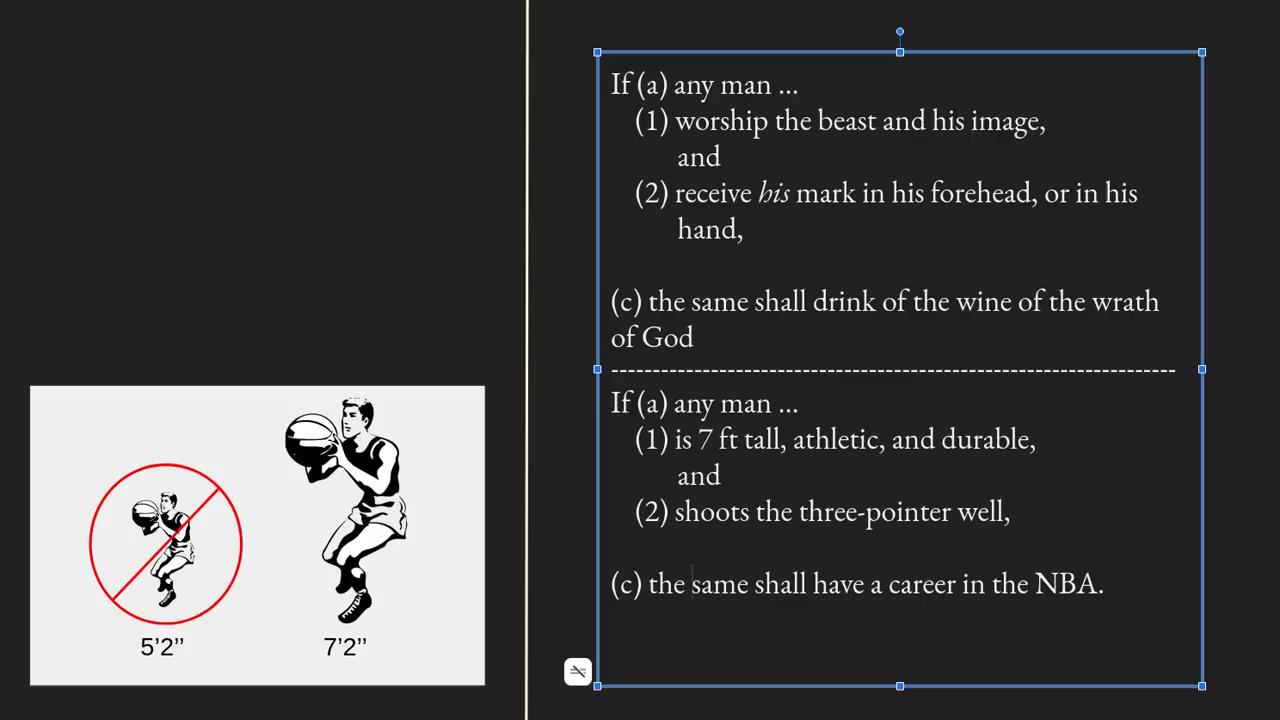 If (a) any man ...
(1) worship the beast and his image,
and
(2) receive his mark in his forehead, or in his
hand,
(c) the same shall drink of the wine of the wrath
of God
-------------------------------------------------------------------
If (a) any man ...
(1) is 7 ft tall, athletic, and durable,
and
(2) shoots the three-pointer well,
(c) the same shall have a career in the NBA.
5’2’’
7’2’’